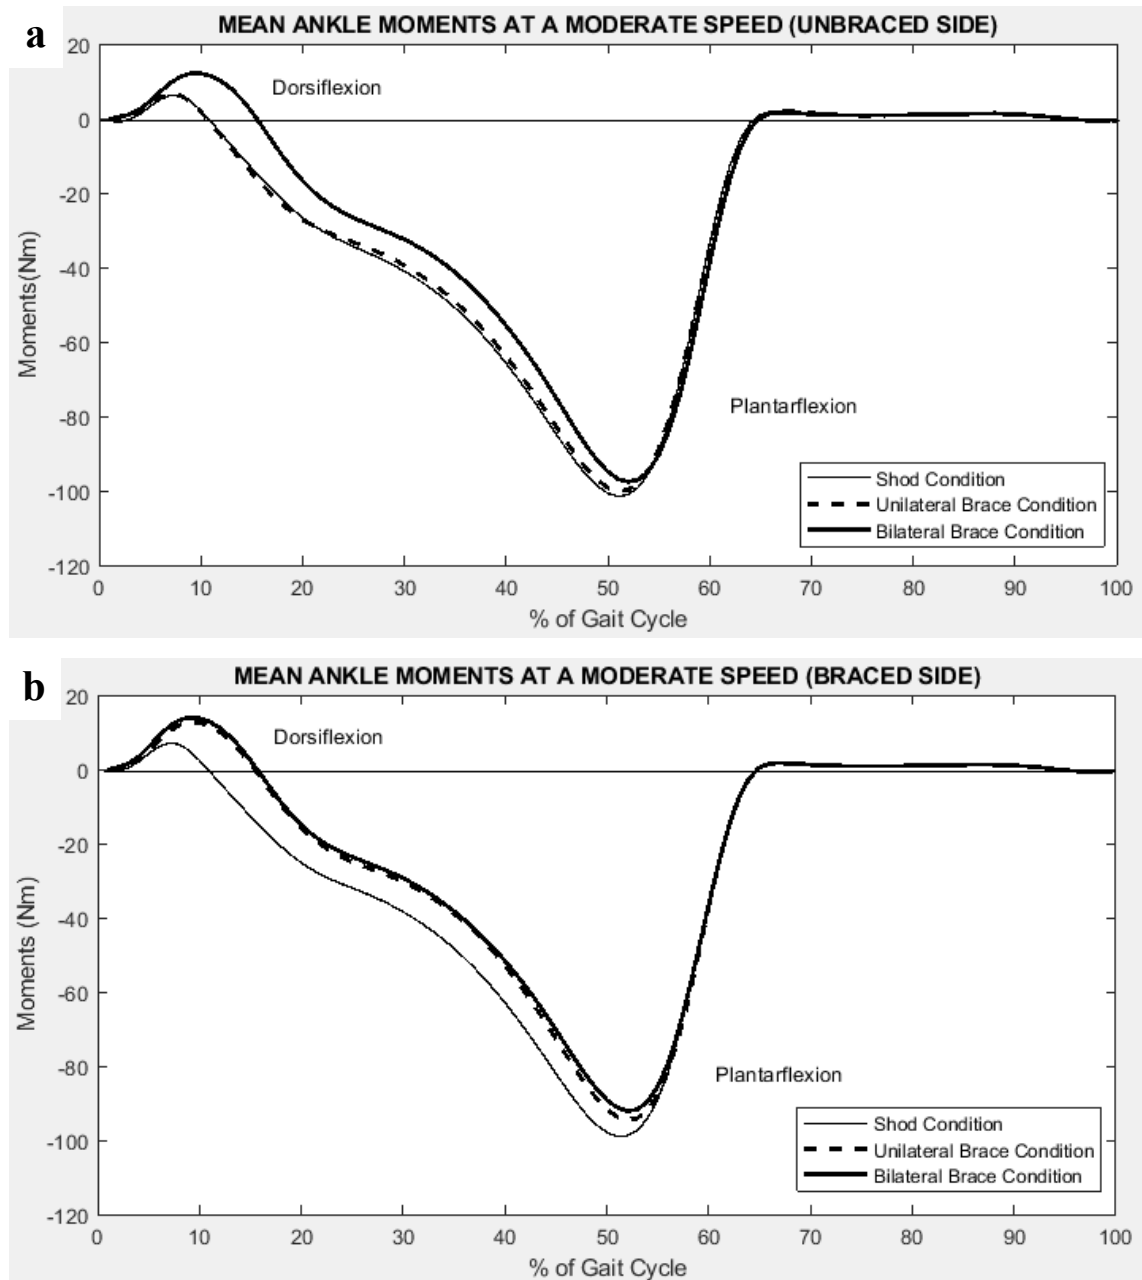 a
MEAN ANKLE MOMENTS AT A MODERATE SPEED (UNBRACED SIDE)
20
Dorsiflexion
0
-20
-40
Moments(Nm)
-60
Plantarflexion
-80
-100
Shod Condition
Unilateral Brace Condition
Bilateral Brace Condition
-120
0 10 20 30 40 50 60 70 80 90 100
% of Gait Cycle
b
MEAN ANKLE MOMENTS AT A MODERATE SPEED (BRACED SIDE)
20
Dorsiflexion
0
-20
-40
Moments (Nm)
-60
-80
Plantarflexion
-100
Shod Condition
Unilateral Brace Condition
Bilateral Brace Condition
-120
0 10 20 30 40 50 60 70 80 90 100
% of Gait Cycle